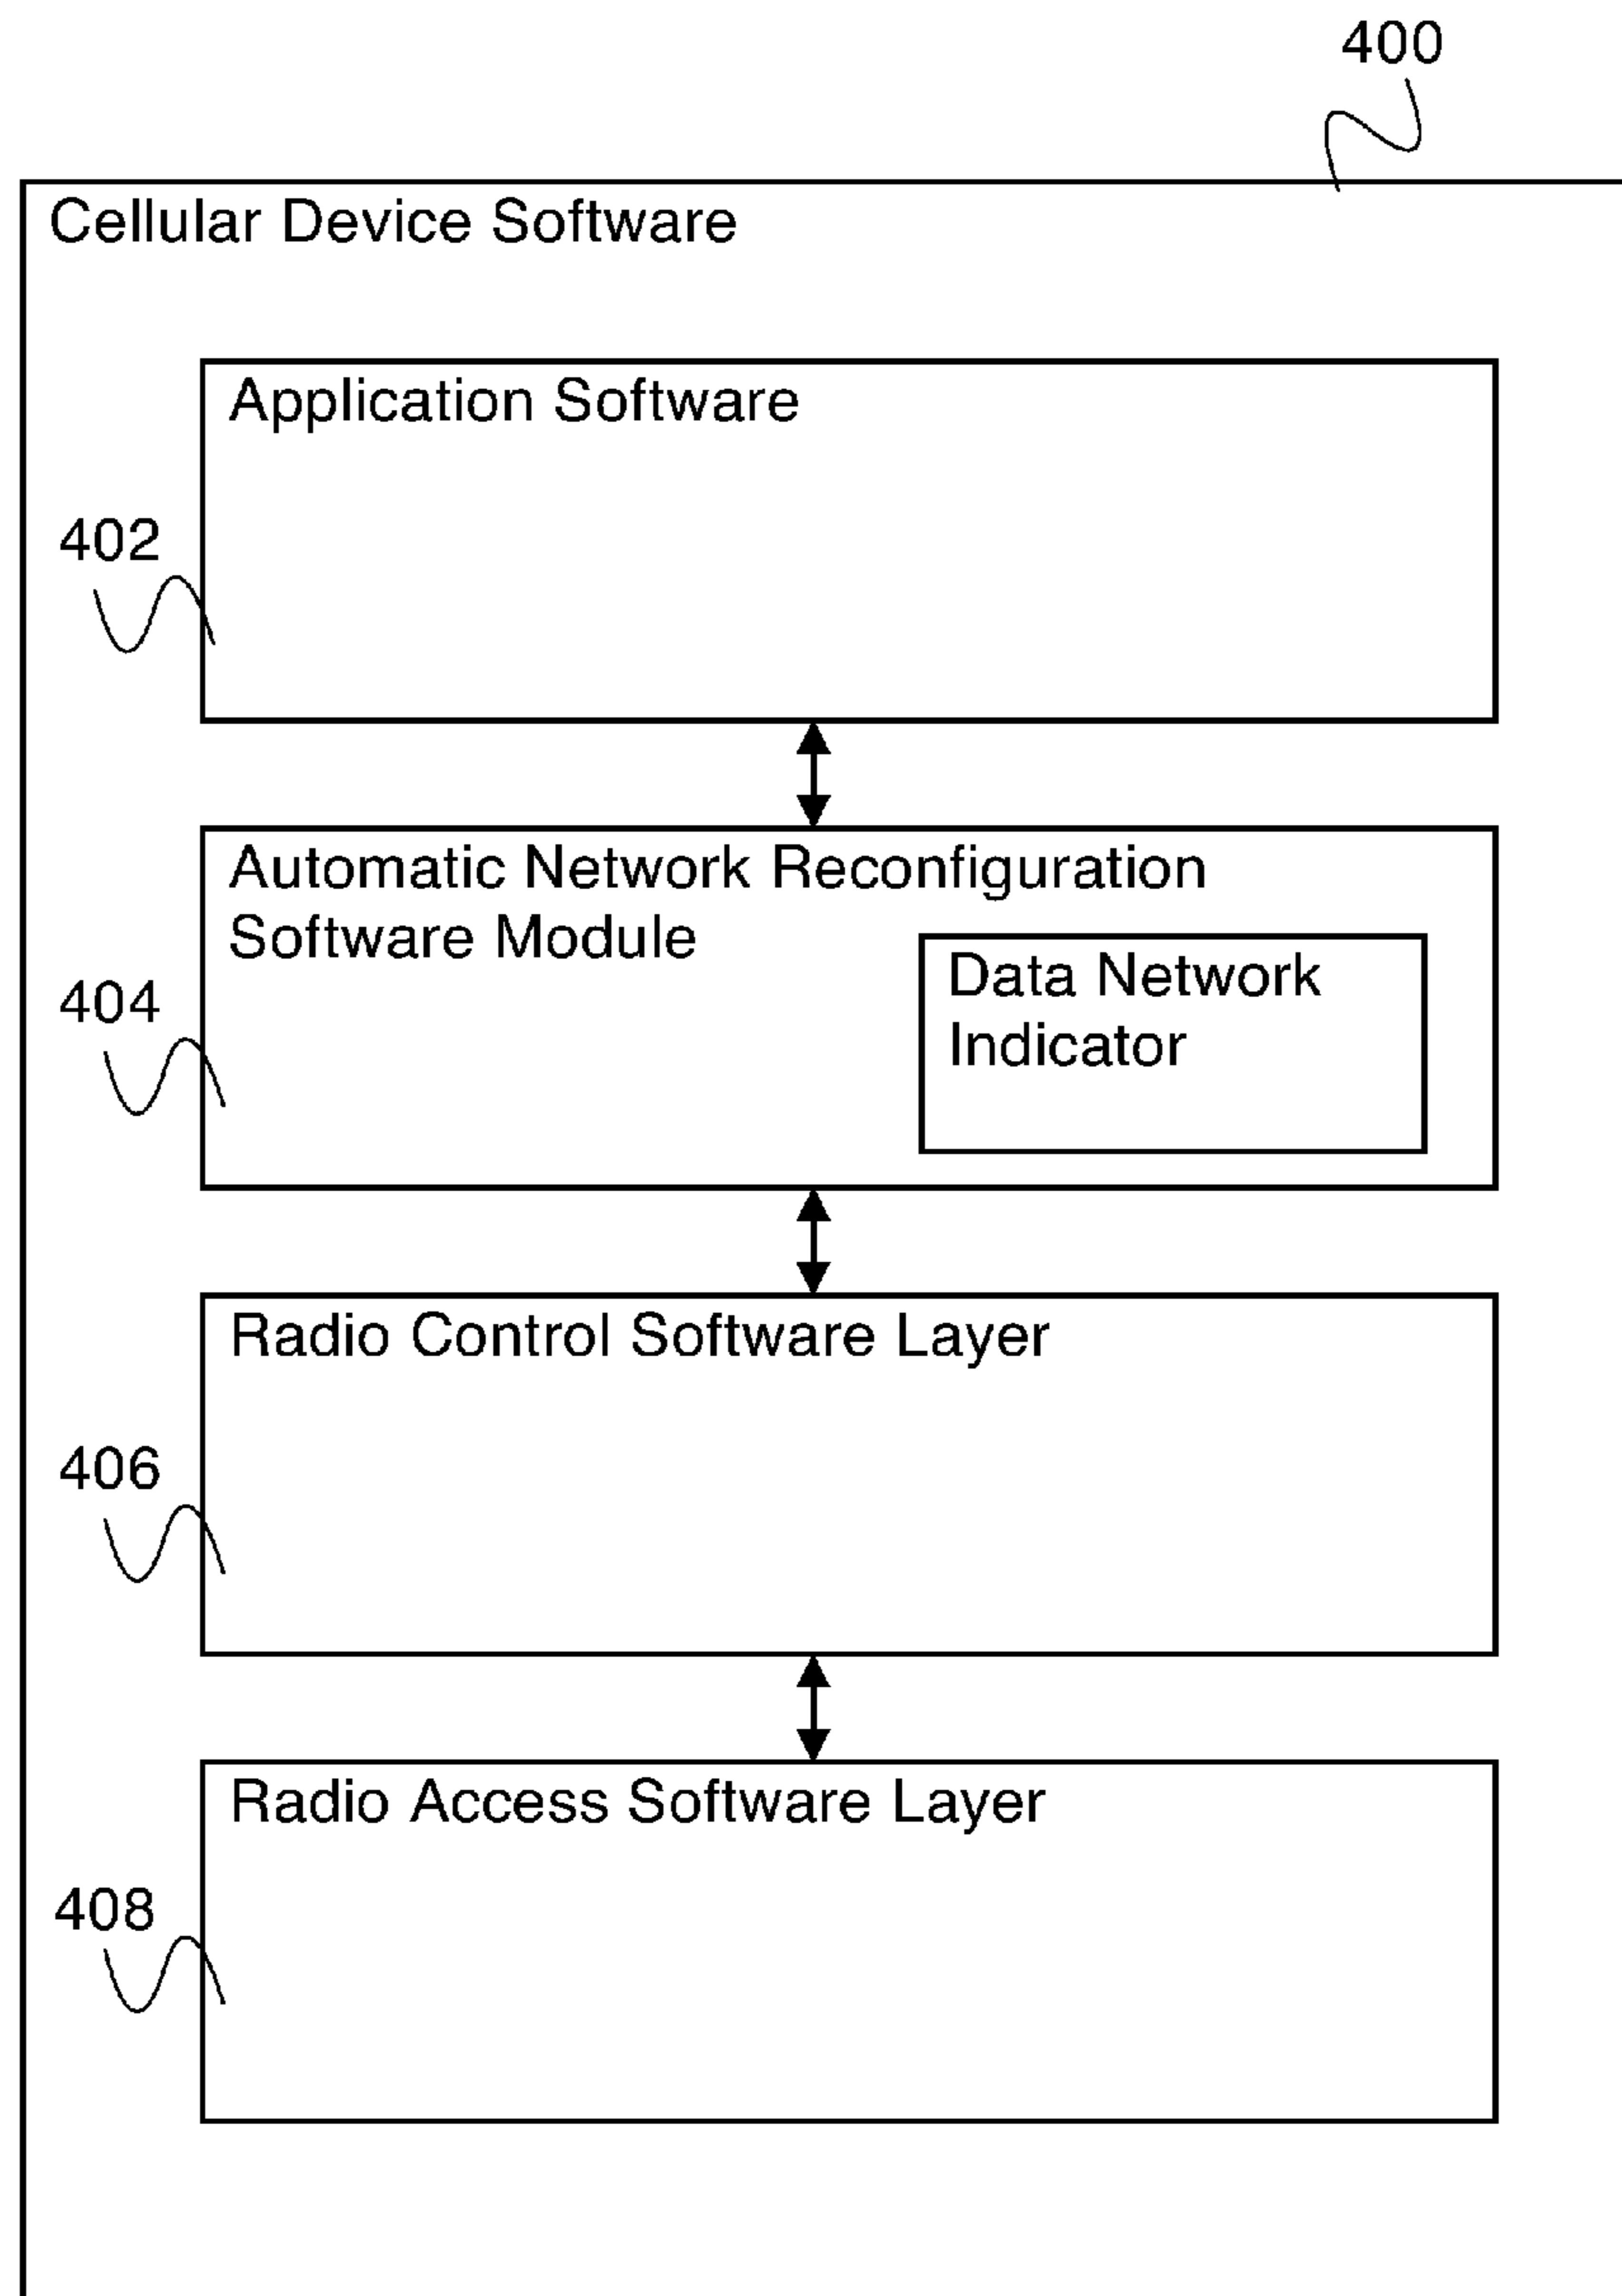 400
Cellular Device Software
Application Software
402
Automatic Network Reconfiguration
Software Module
Data Network
Indicator
404
Radio Control Software Layer
406
Radio Access Software Layer
408